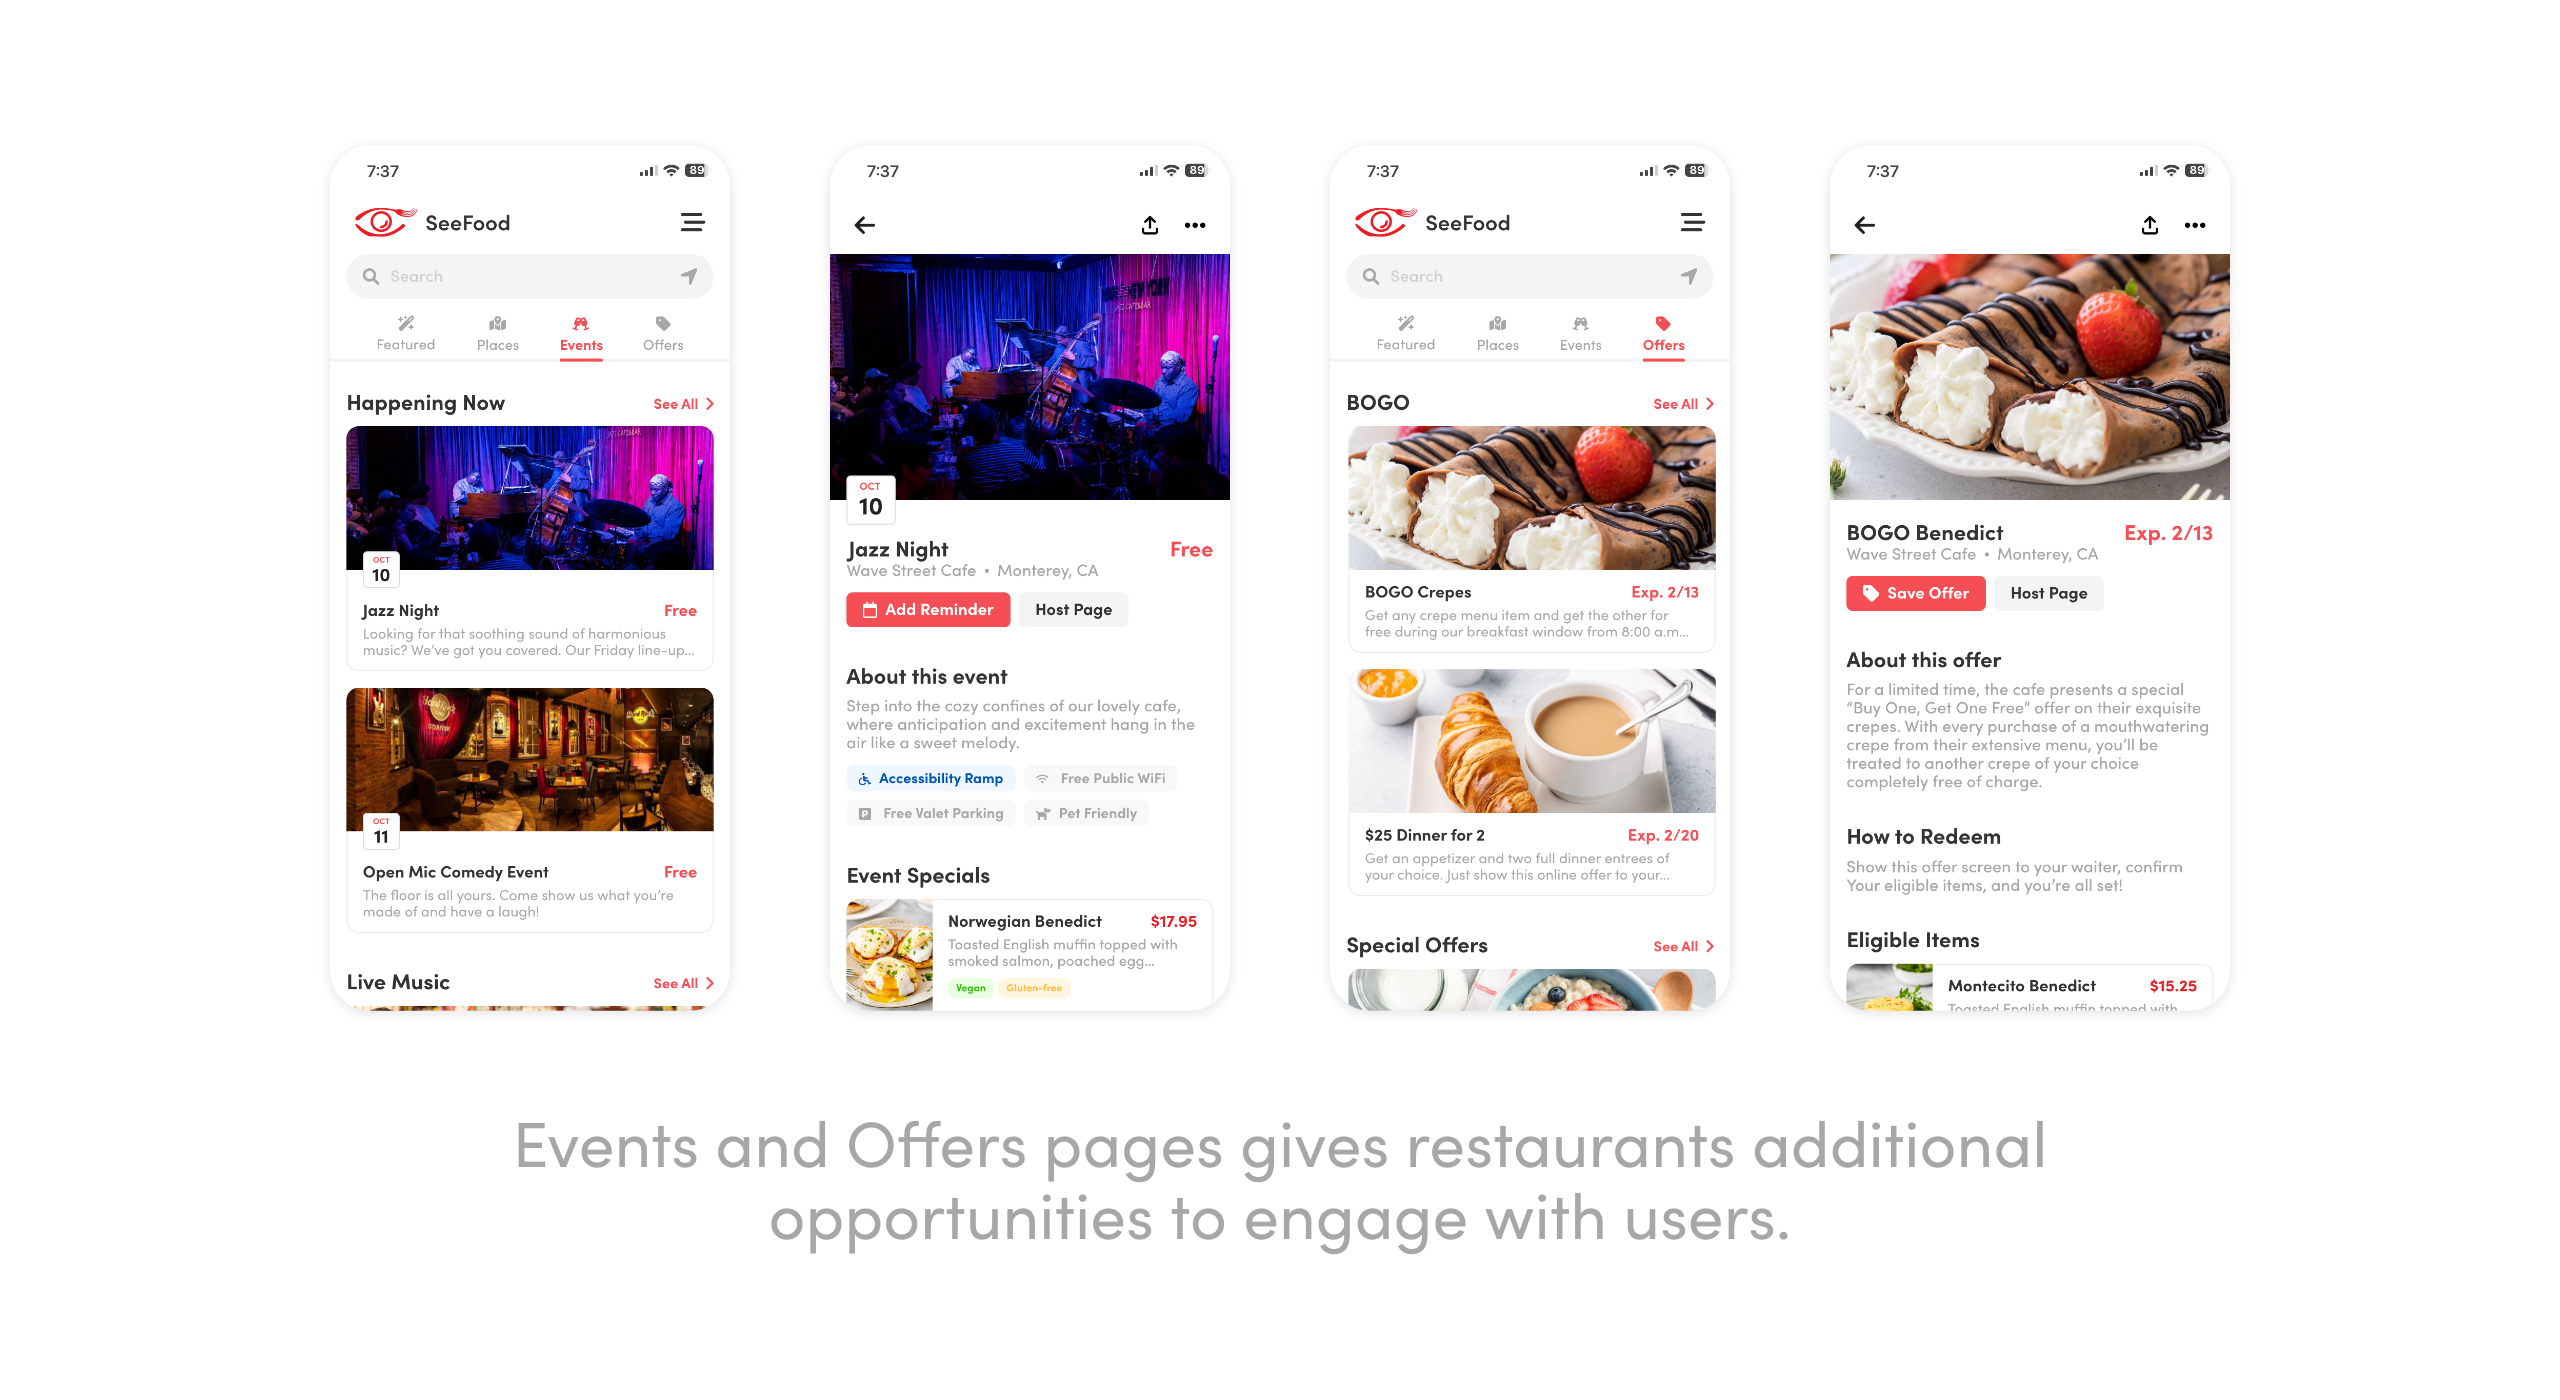 7:37
89
SeeFood
Search
Featured
Places
Events
Offers
Happening Now
See All
OCT
10
Jazz Night
Free
Looking for that soothing sound of harmonious
music? We've got you covered. Our Friday line-up...
OCT
11
Open Mic Comedy Event
Free
The floor is all yours. Come show us what you're
made of and have a laugh!
Live Music
See All
7:37
89
OCT
10
Jazz Night
Free
Wave Street Cafe • Monterey, CA
Add Reminder
Host Page
About this event
Step into the cozy confines of our lovely cafe,
where anticipation and excitement hang in the
air like a sweet melody.
Accessibility Ramp
Free Public WiFi
Free Valet Parking
Pet Friendly
Event Specials
Norwegian Benedict
$17.95
Toasted English muffin topped with
smoked salmon, poached egg...
Vegan
Gluten-free
7:37
89
SeeFood
Search
Featured
Places
Events
Offers
BOGO
See All
BOGO Crepes
Exp. 2/13
Get any crepe menu item and get the other for
free during our breakfast window from 8:00 a.m...
$25 Dinner for 2
Exp. 2/20
Get an appetizer and two full dinner entrees of
your choice. Just show this online offer to your...
Special Offers
See All
7:37
89
BOGO Benedict
Exp. 2/13
Wave Street Cafe • Monterey, CA
Save Offer
Host Page
About this offer
For a limited time, the cafe presents a special
"Buy One, Get One Free" offer on their exquisite
crepes. With every purchase of a mouthwatering
crepe from their extensive menu, you'll be
treated to another crepe of your choice
completely free of charge.
How to Redeem
Show this offer screen to your waiter, confirm
Your eligible items, and you're all set!
Eligible Items
Montecito Benedict
$15.25
Toasted English muffin topped with
Events and Offers pages gives restaurants additional
opportunities to engage with users.